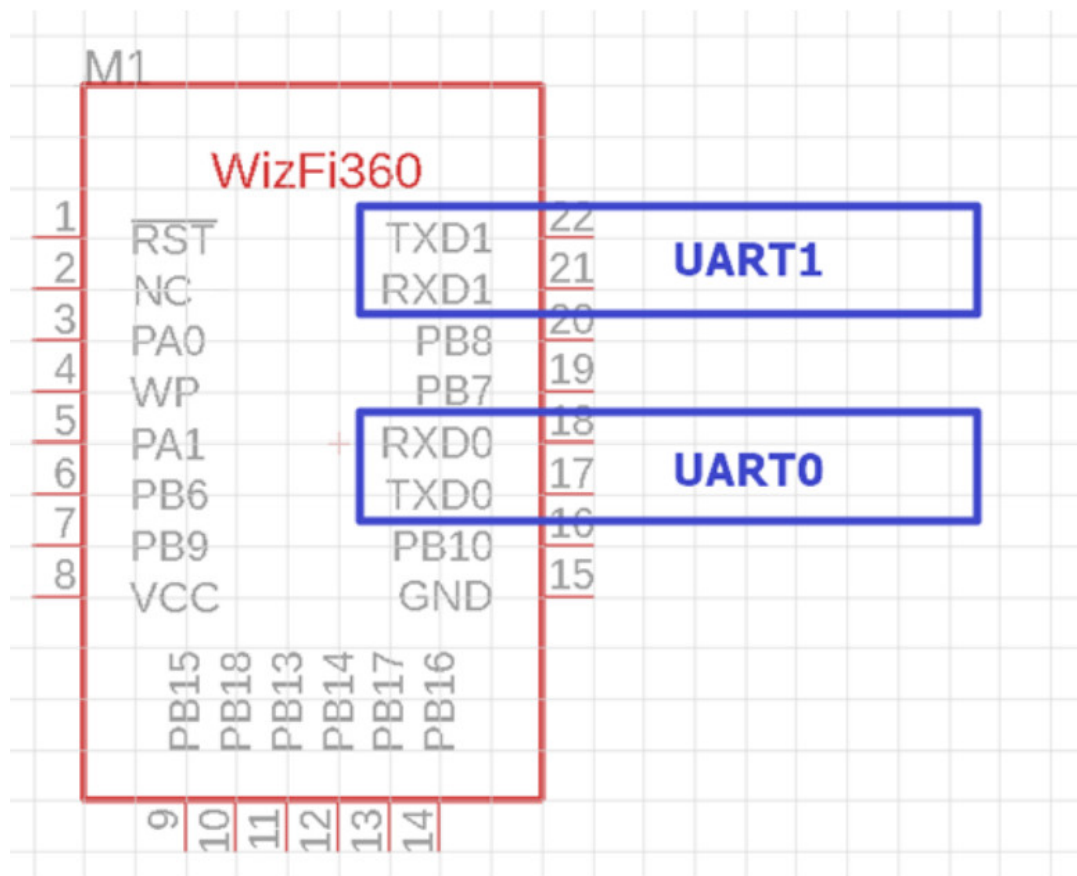 M1
WizFi360
1 RST TXD1 22
2 NC RXD1 21
UART1
3 PA0 PB8 20
4 WP PB7 19
5 PA1 RXD0 18
6 PB6 TXD0 17
UART0
7 PB9 PB10 16
8 VCC GND 15
PB15 PB18 PB13 PB14 PB17 PB16
9 10 11 12 13 14